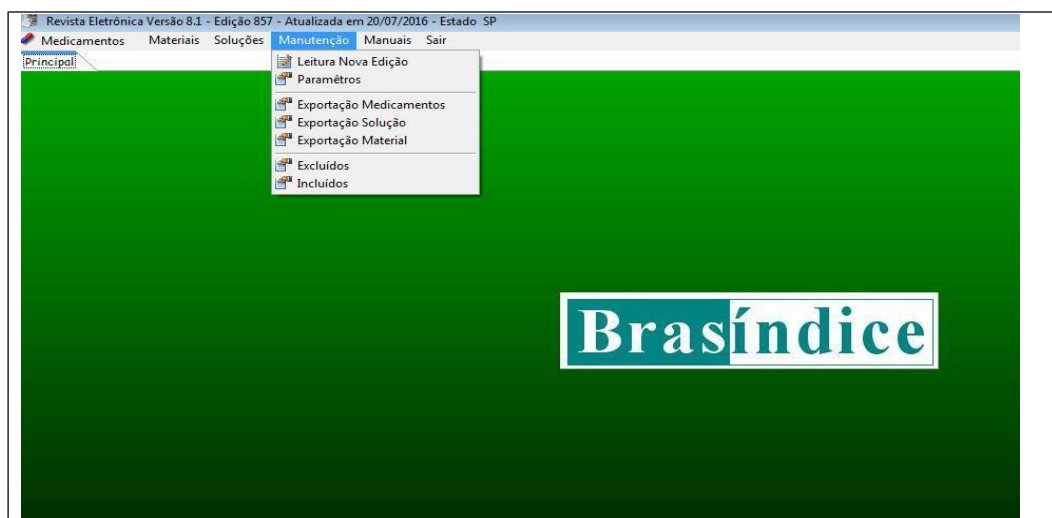 Revista Eletrônica Versão 8.1 - Edição 857 - Atualizada em 20/07/2016 - Estado SP
Medicamentos Materiais Soluções Manutenção Manuais Sair
Principal
Leitura Nova Edição
Paramêtros
Exportação Medicamentos
Exportação Solução
Exportação Material
Excluídos
Incluídos
Brasíndice